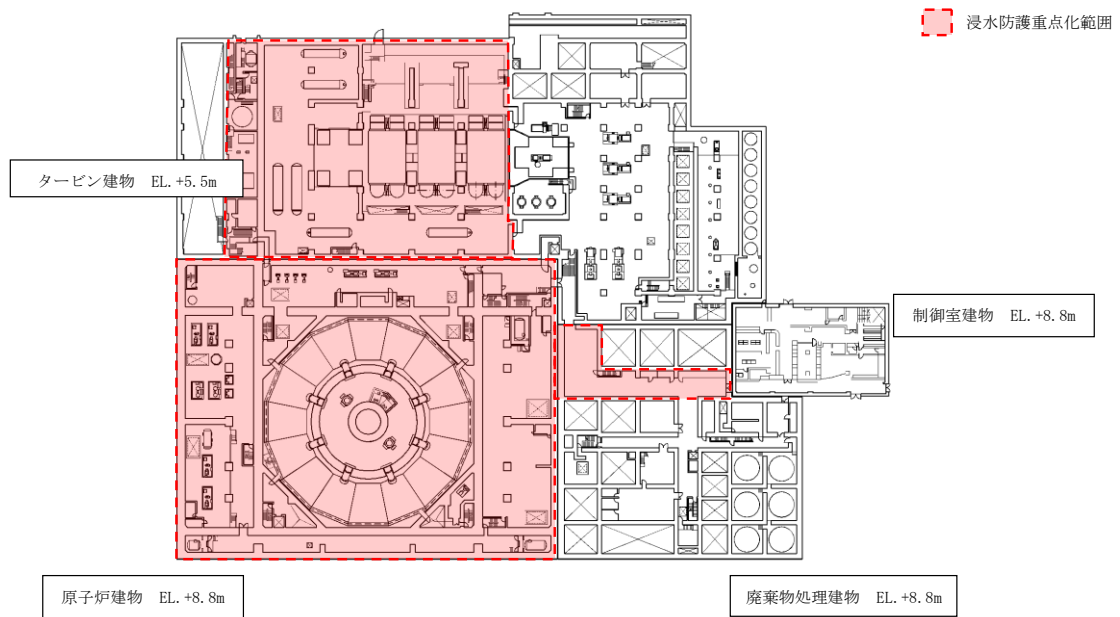 浸水防護重点化範囲
タービン建物 EL.+5.5m
制御室建物 EL.+8.8m
原子炉建物 EL.+8.8m
廃棄物処理建物 EL.+8.8m